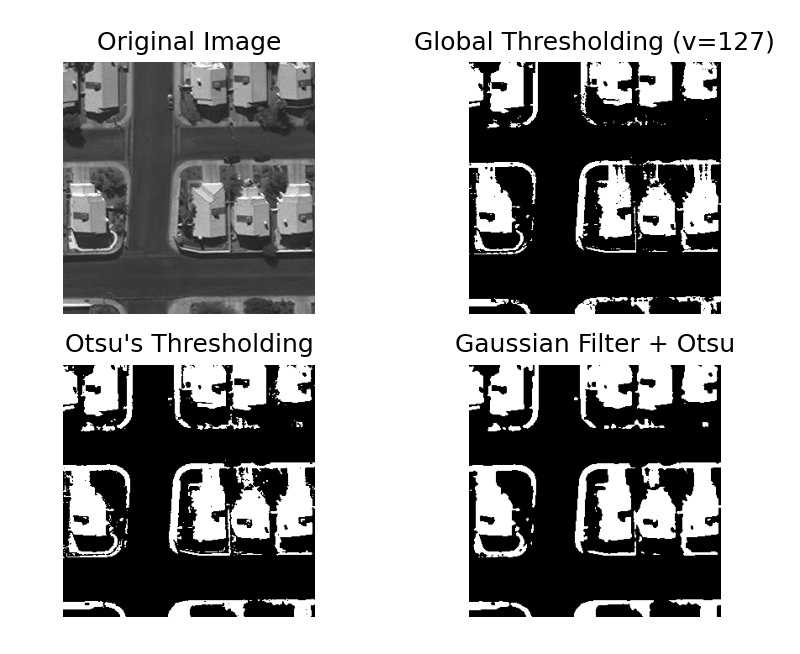 Original Image
Global Thresholding (v=127)
Otsu's Thresholding
Gaussian Filter + Otsu